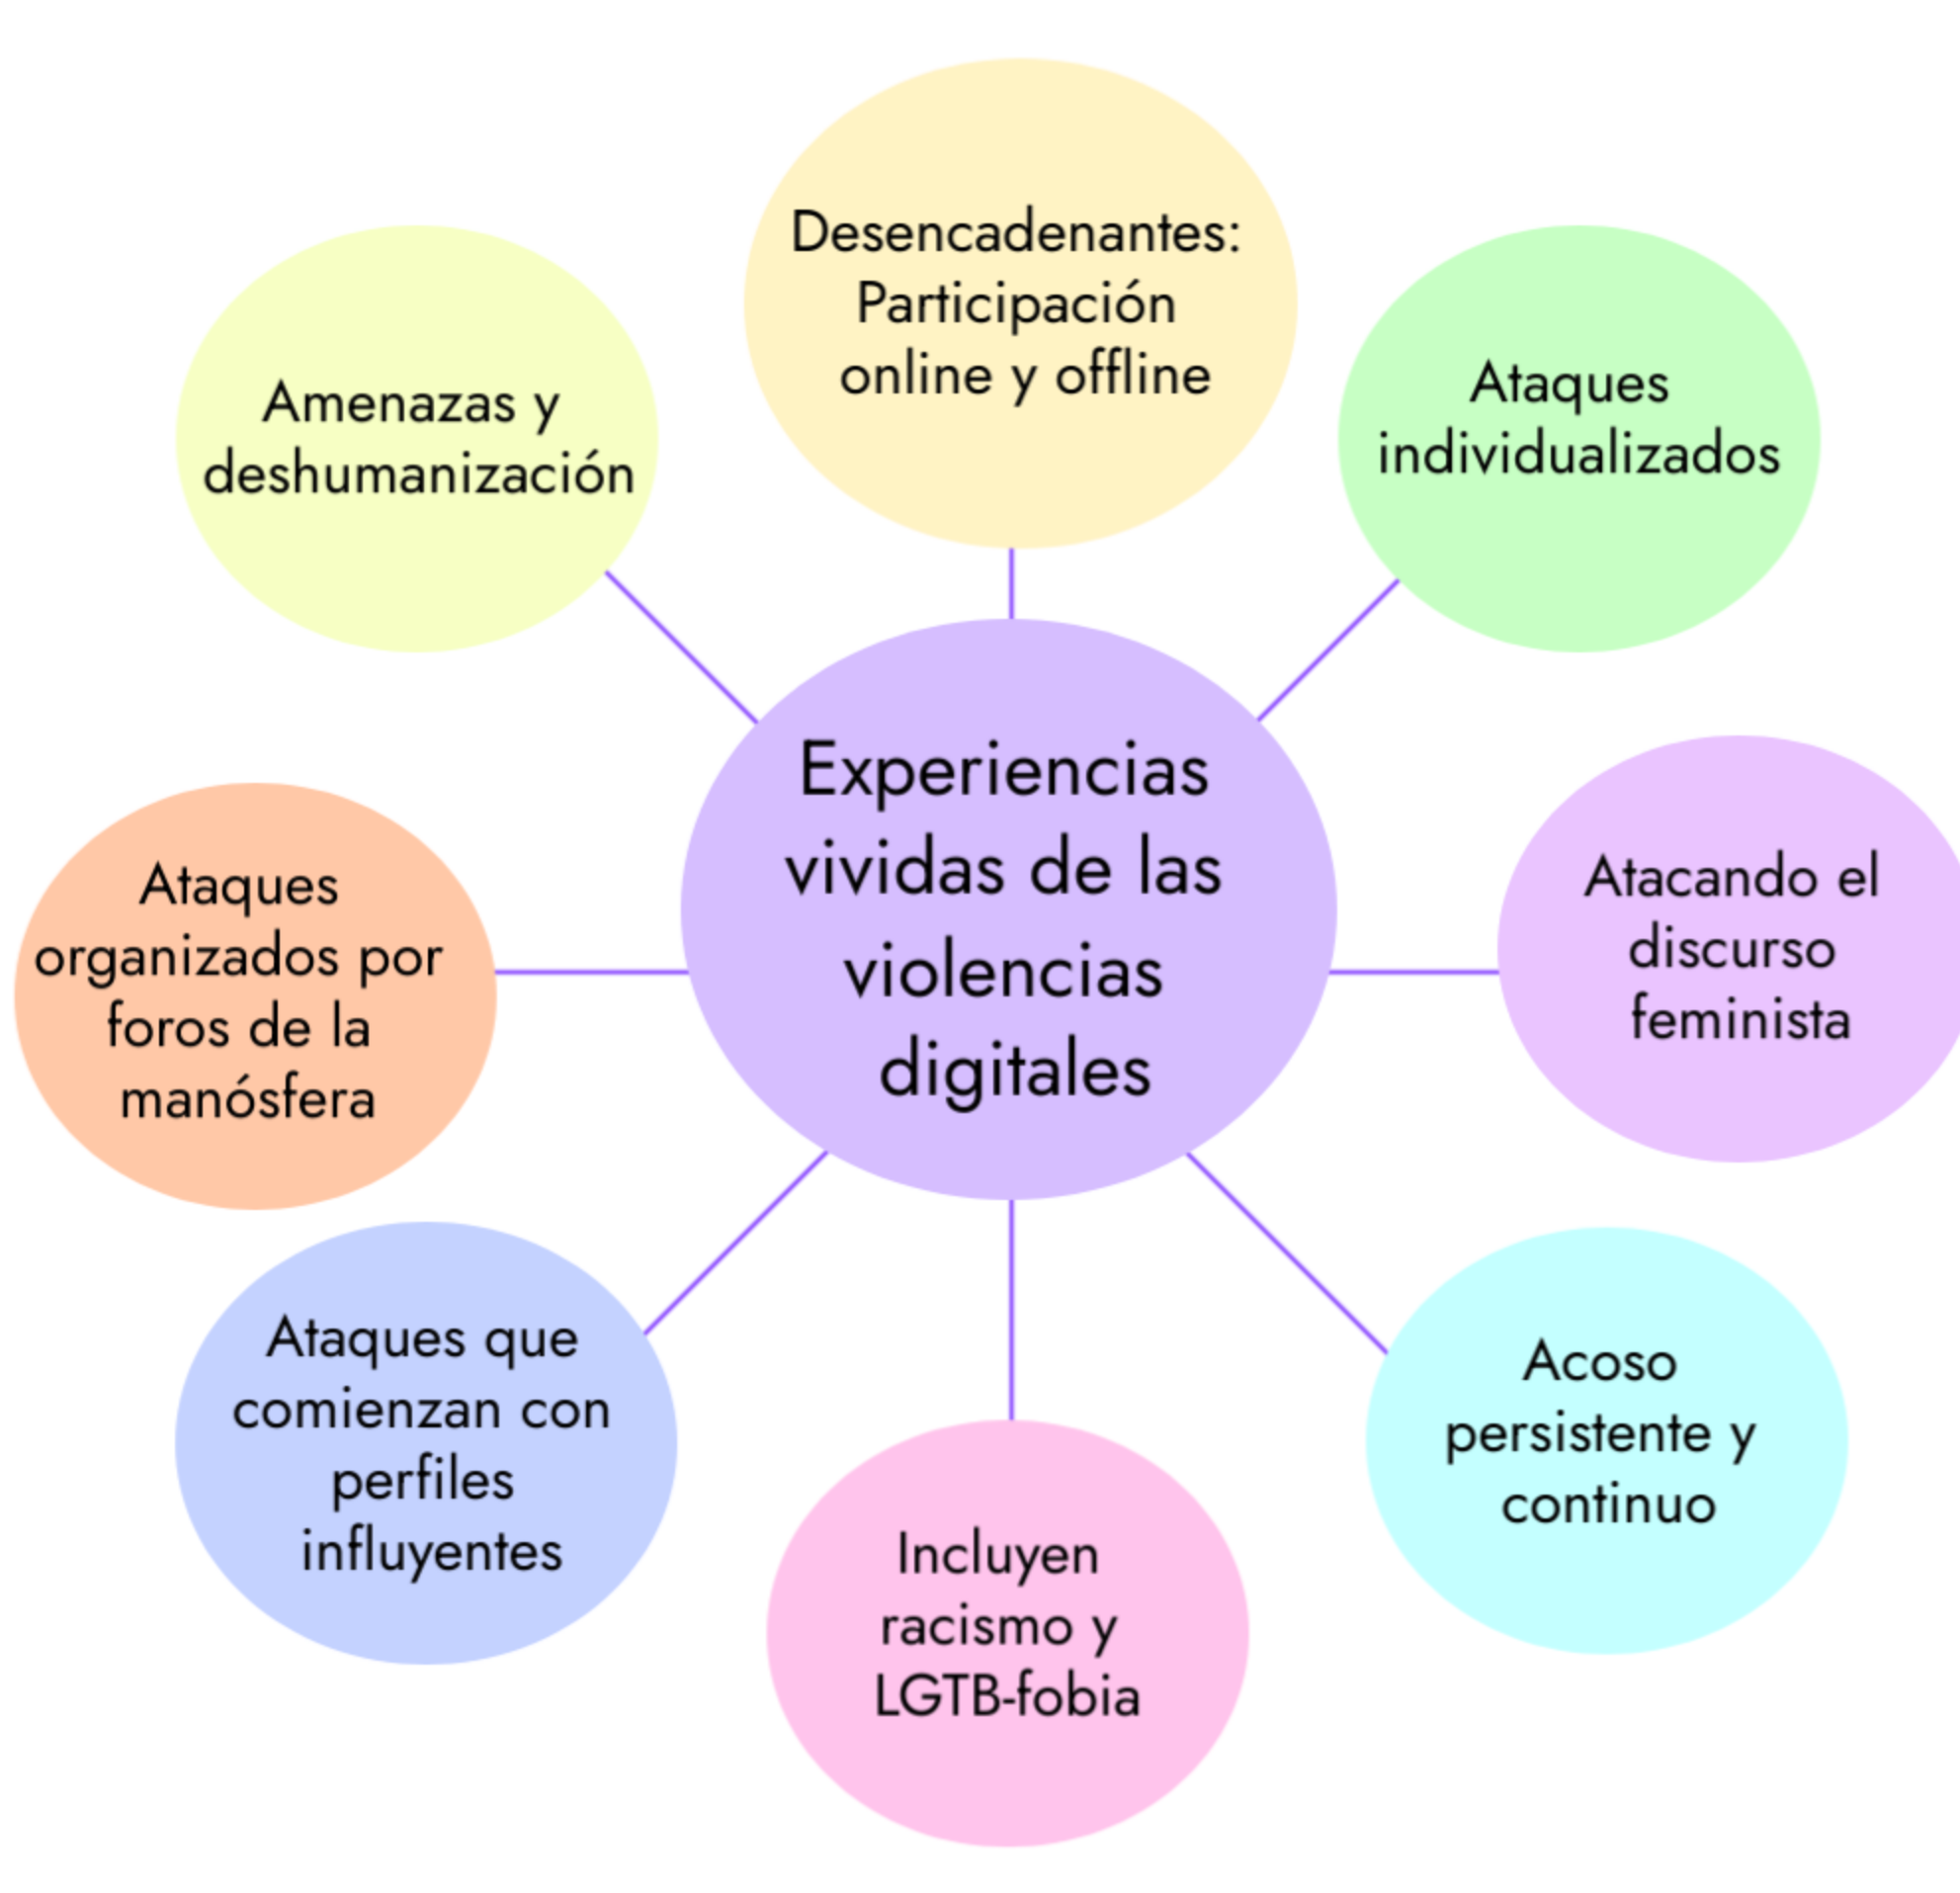 Desencadenantes:
Participación
online y offline
Amenazas y
deshumanización
Ataques
individualizados
Experiencias
vividas de las
violencias
digitales
Ataques
organizados por
foros de la
manósfera
Atacando el
discurso
feminista
Ataques que
comienzan con
perfiles
influyentes
Acoso
persistente y
continuo
Incluyen
racismo y
LGTB-fobia